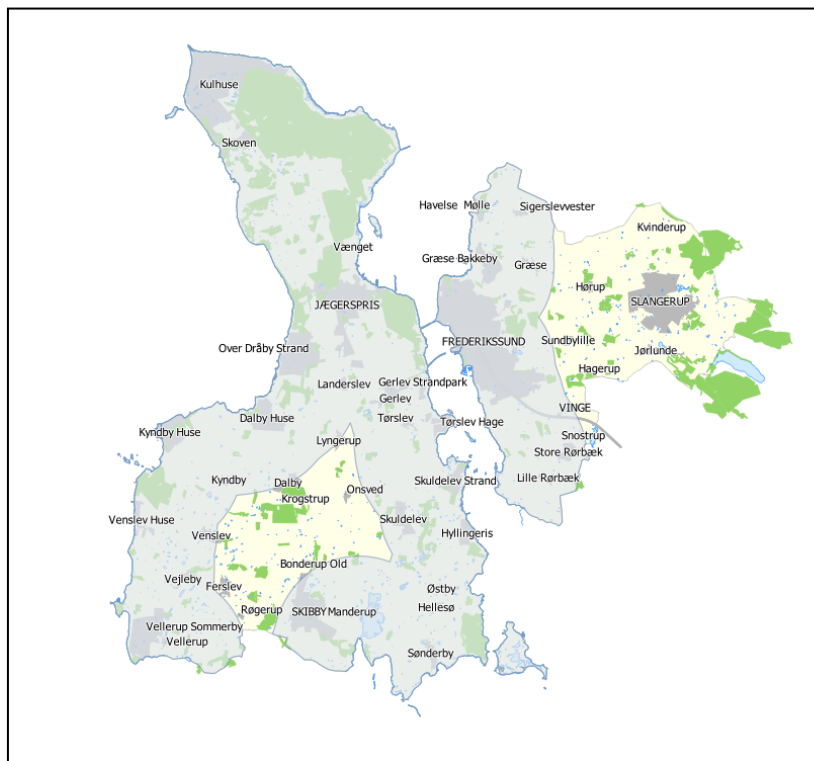 Kulhuse
Skoven
Havelse Mølle
Sigerslevvester
Kvinderup
Vænget
Græse Bakkeby
Græse
Hørup
JÆGERSPRIS
SLANGERUP
Over Dråby Strand
FREDERIKSSUND
Sundbylille
Jørlunde
Hagerup
Landerslev
Gerlev Strandpark
Gerlev
VINGE
Dalby Huse
Tørslev
Tørslev Hage
Kyndby Huse
Lyngerup
Snostrup
Store Rørbæk
Kyndby
Dalby
Onsved
Skuldelev Strand
Lille Rørbæk
Krogstrup
Venslev Huse
Skuldelev
Venslev
Hyllingeris
Bonderup Old
Vejleby
Ferslev
Østby
Røgerup
SKIBBY
Manderup
Hellesø
Vellerup Sommerby
Vellerup
Sønderby